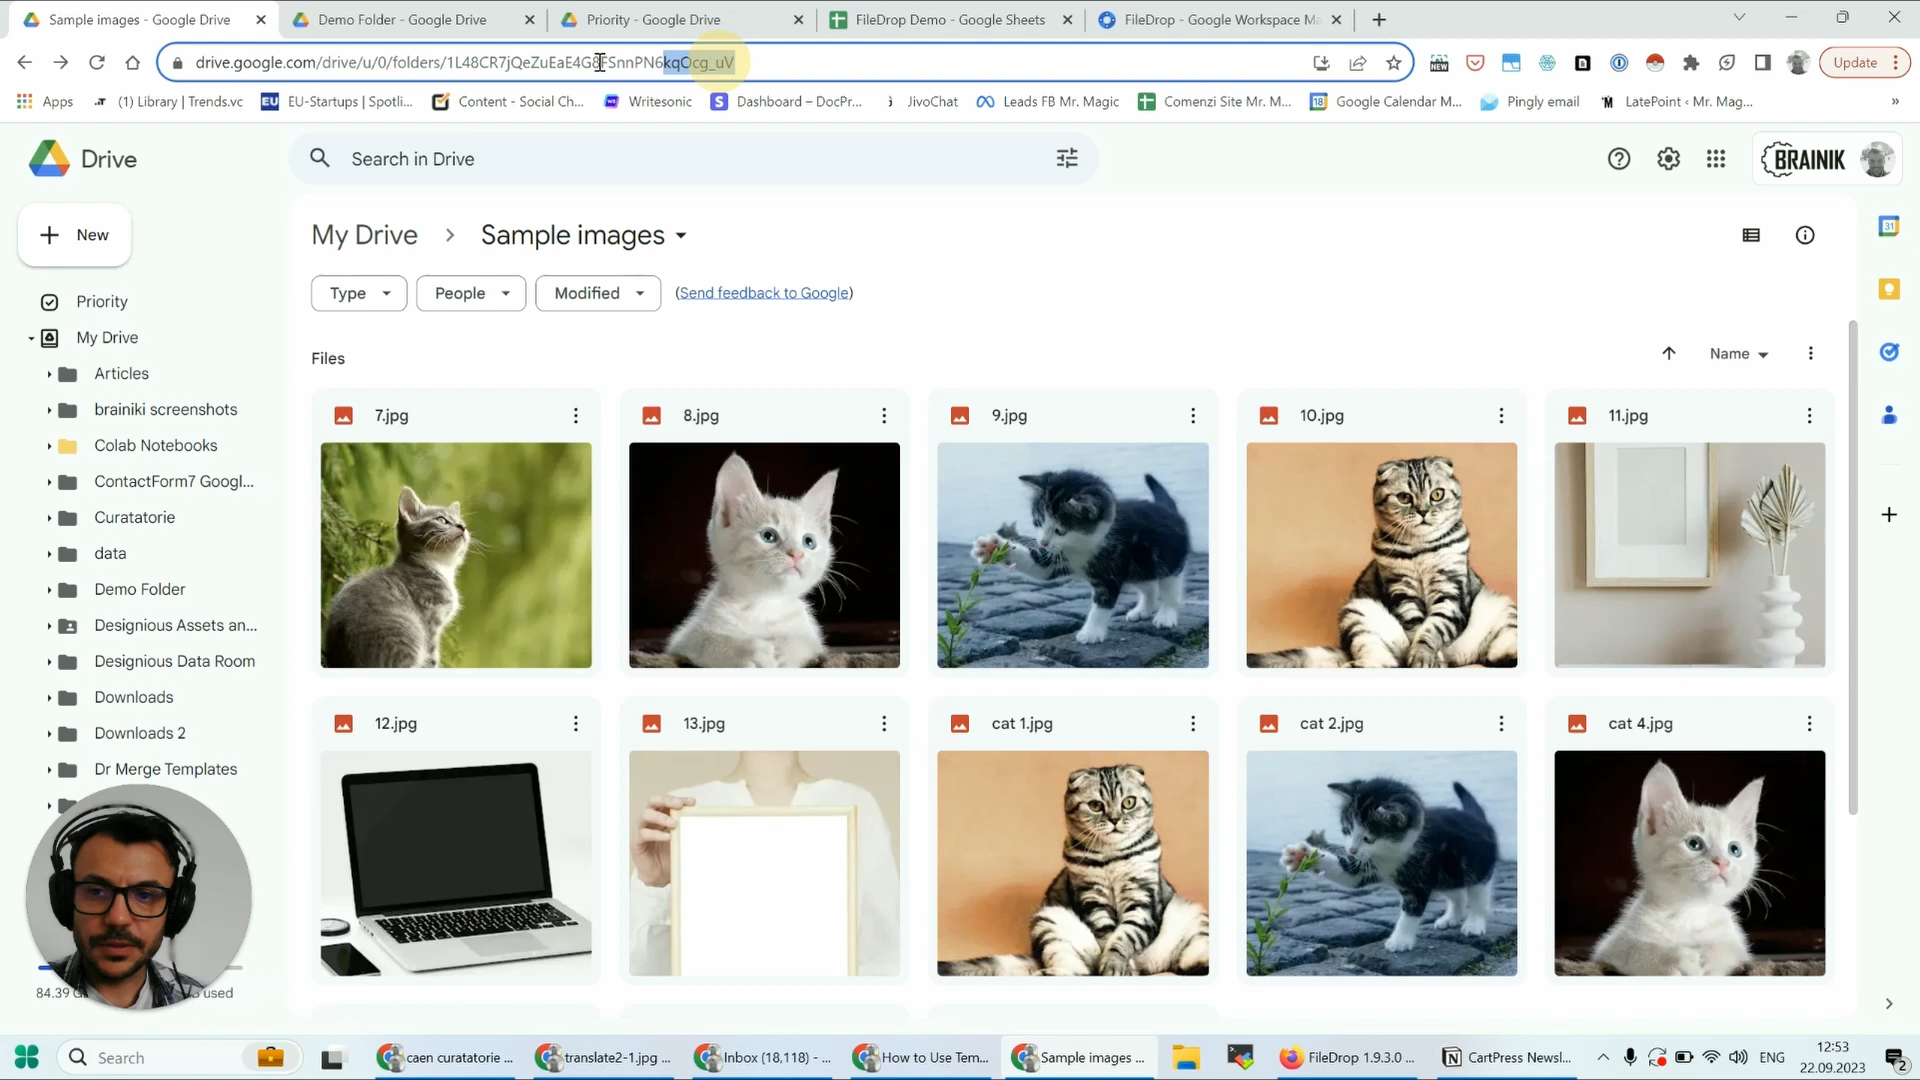 Sample images - Google Drive
Demo Folder - Google Drive
Priority - Google Drive
FileDrop Demo - Google Sheets
FileDrop - Google Workspace Ma
drive.google.com/drive/u/0/folders/1L48CR7jQeZuEaE4G8FSnnPN6kqOcg_uV
NEW
Update
Apps
(1) Library | Trends.vc
EU
EU-Startups | Spotli...
Content - Social Ch...
Writesonic
Dashboard – DocPr...
JivoChat
Leads FB Mr. Magic
Comenzi Site Mr. M...
Google Calendar M...
Pingly email
LatePoint ‹ Mr. Mag...
Drive
Search in Drive
BRAINIK
New
My Drive
Sample images
31
Type
People
Modified
(Send feedback to Google)
Priority
My Drive
Files
Name
Articles
brainiki screenshots
Colab Notebooks
ContactForm7 Googl...
Curatatorie
data
Demo Folder
Designious Assets an...
Designious Data Room
Downloads
Downloads 2
Dr Merge Templates
7.jpg
8.jpg
9.jpg
10.jpg
11.jpg
12.jpg
13.jpg
cat 1.jpg
cat 2.jpg
cat 4.jpg
84.39
used
Search
caen curatatorie ...
translate2-1.jpg ...
Inbox (18,118) - ...
How to Use Tem...
Sample images ...
FileDrop 1.9.3.0 ...
CartPress Newsl...
ENG
12:53
22.09.2023
2